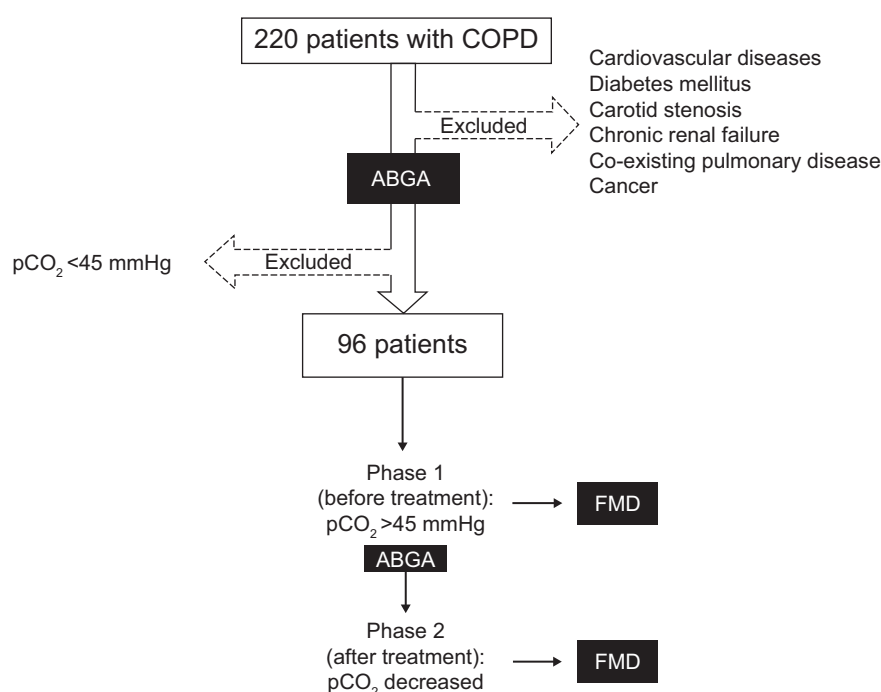 220 patients with COPD
Cardiovascular diseases
Diabetes mellitus
Carotid stenosis
Chronic renal failure
Co-existing pulmonary disease
Cancer
Excluded
ABGA
pCO₂ <45 mmHg
Excluded
96 patients
Phase 1
(before treatment):
pCO₂ >45 mmHg
FMD
ABGA
Phase 2
(after treatment):
pCO₂ decreased
FMD